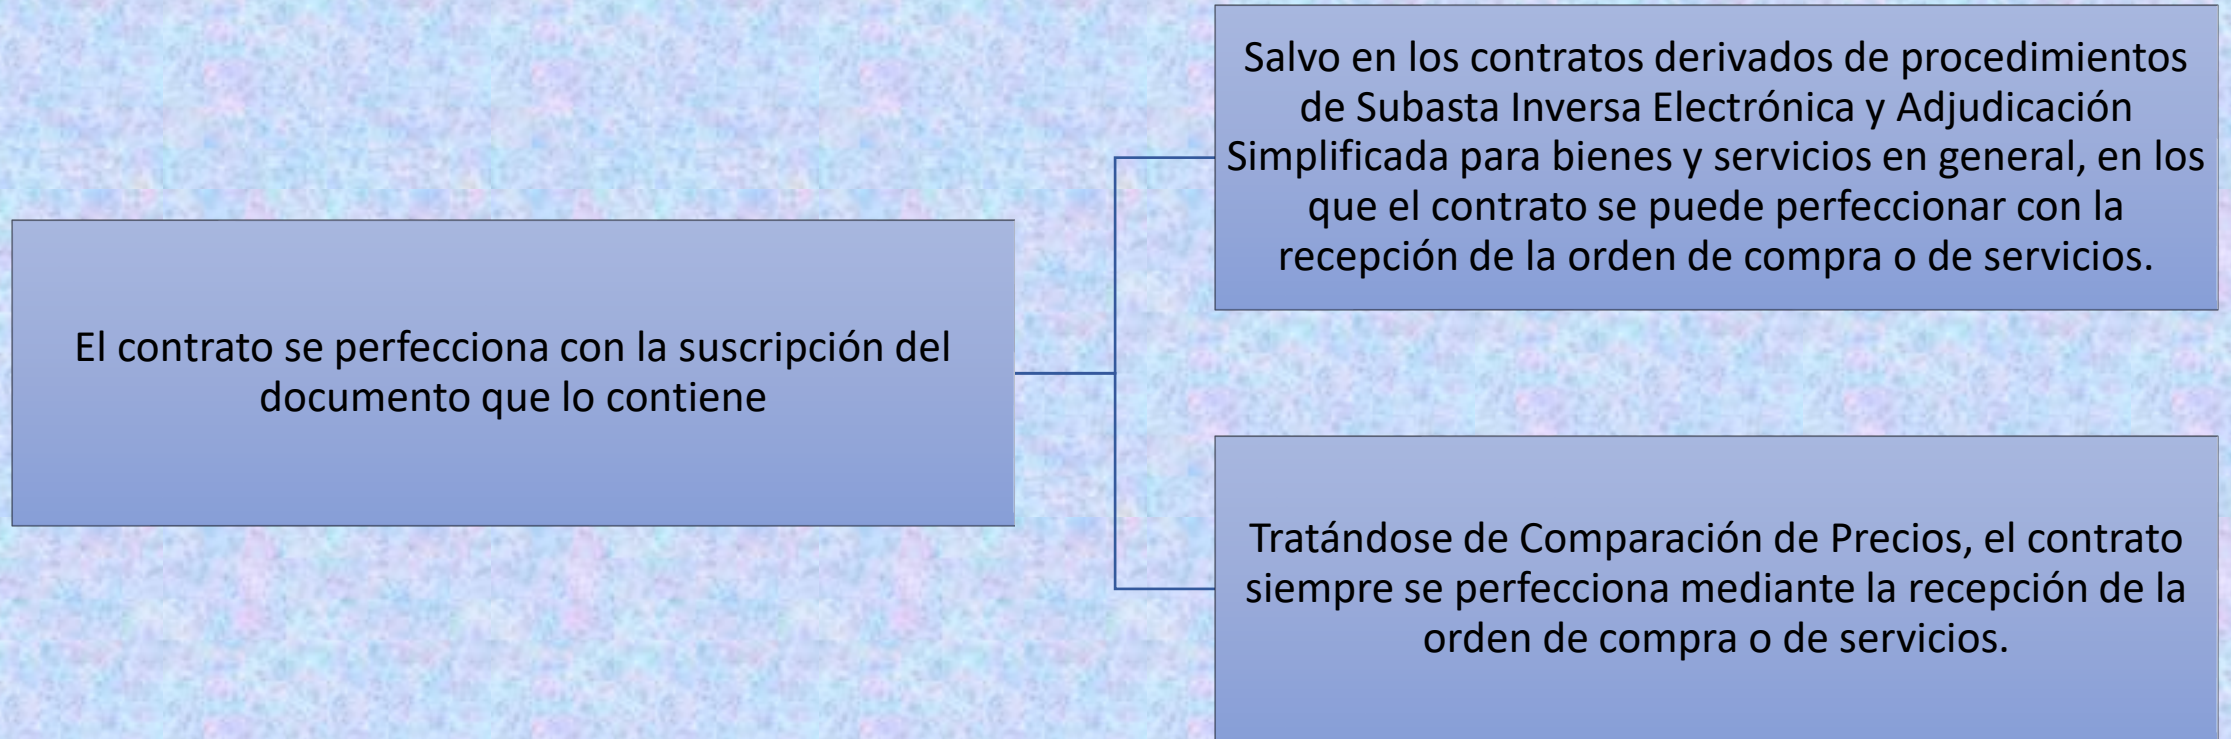 El contrato se perfecciona con la suscripción del
documento que lo contiene
Salvo en los contratos derivados de procedimientos
de Subasta Inversa Electrónica y Adjudicación
Simplificada para bienes y servicios en general, en los
que el contrato se puede perfeccionar con la
recepción de la orden de compra o de servicios.
Tratándose de Comparación de Precios, el contrato
siempre se perfecciona mediante la recepción de la
orden de compra o de servicios.